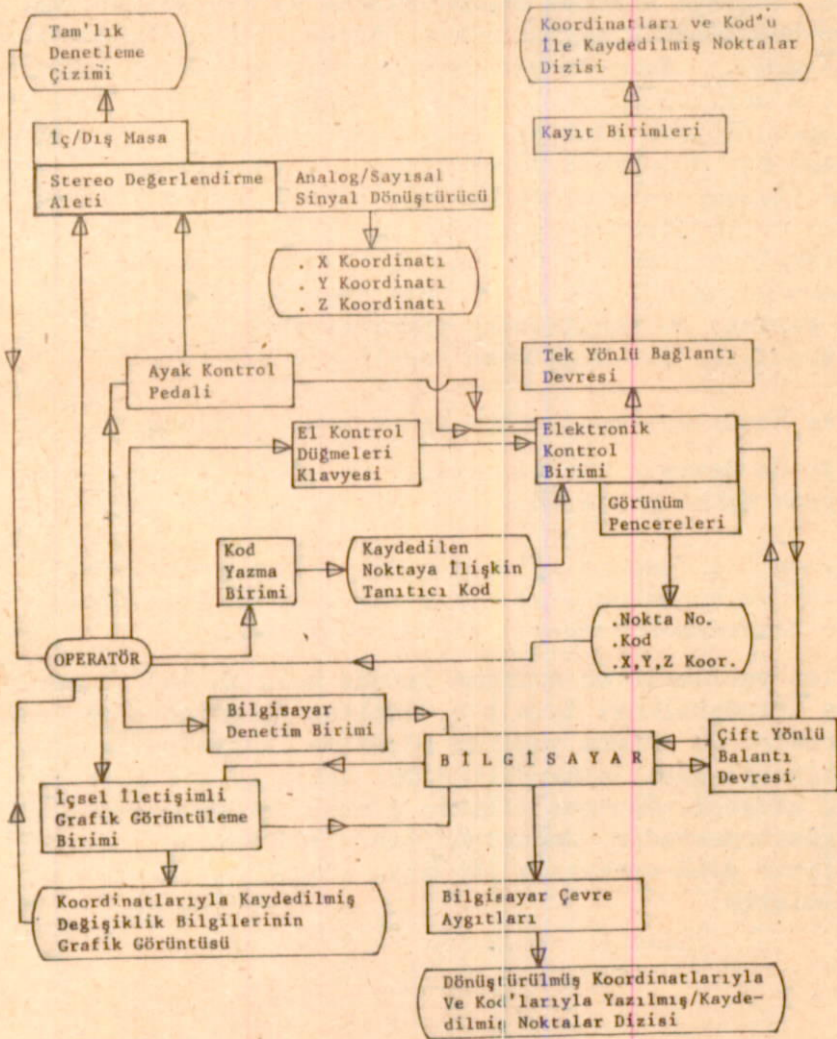 Tam'lık
Denetleme
Çizimi
Koordinatları ve Kod'u
İle Kaydedilmiş Noktalar
Dizisi
İç/Dış Masa
Kayıt Birimleri
Stereo Değerlendirme
Aleti
Analog/Sayısal
Sinyal Dönüştürücü
. X Koordinatı
. Y Koordinatı
. Z Koordinatı
Ayak Kontrol
Pedali
Tek Yönlü Bağlantı
Devresi
El Kontrol
Düğmeleri
Klavyesi
Elektronik
Kontrol
Birimi
Görünüm
Pencereleri
Kod
Yazma
Birimi
Kaydedilen
Noktaya İlişkin
Tanıtıcı Kod
.Nokta No.
.Kod
.X,Y,Z Koor.
OPERATÖR
Bilgisayar
Denetim Birimi
B İ L G İ S A Y A R
Çift Yönlü
Balantı
Devresi
İçsel İletişimli
Grafik Görüntüleme
Birimi
Koordinatlarıyla Kaydedilmiş
Değişiklik Bilgilerinin
Grafik Görüntüsü
Bilgisayar Çevre
Aygıtları
Dönüştürülmüş Koordinatlarıyla
Ve Kod'larıyla Yazılmış/Kayde-
dilmiş Noktalar Dizisi